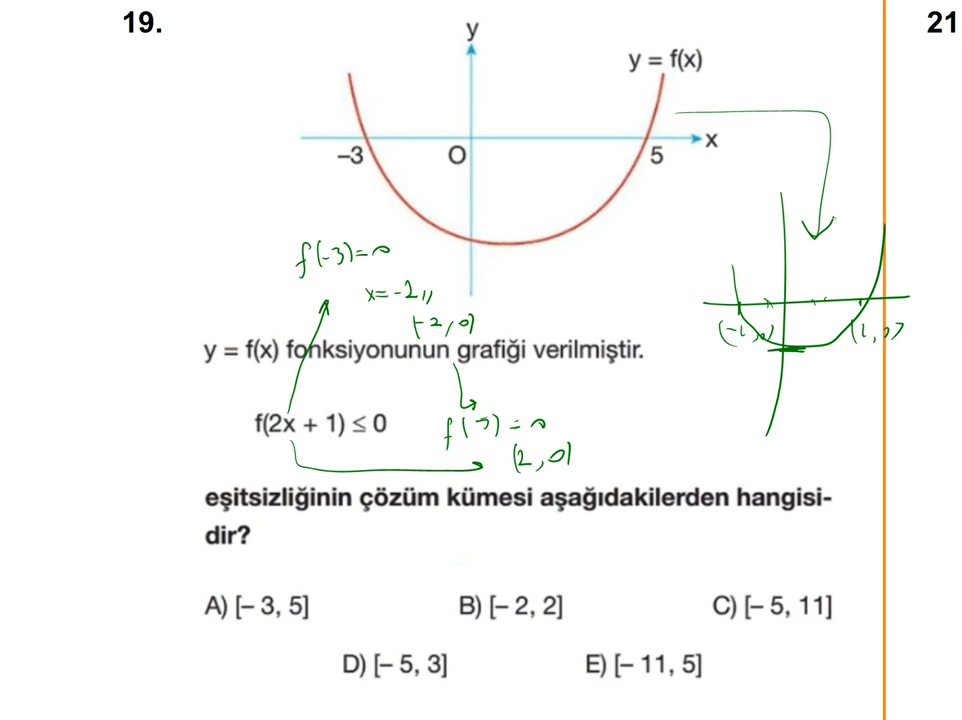 19.
21
y
y = f(x)
x
–3
O
5
f(-3)=0
x=-2,,
(-2,0)
y = f(x) fonksiyonunun grafiği verilmiştir.
f(2x + 1) ≤ 0
f(5)=0
(2,0)
eşitsizliğinin çözüm kümesi aşağıdakilerden hangisi-
dir?
A) [– 3, 5]
B) [– 2, 2]
C) [– 5, 11]
D) [– 5, 3]
E) [– 11, 5]